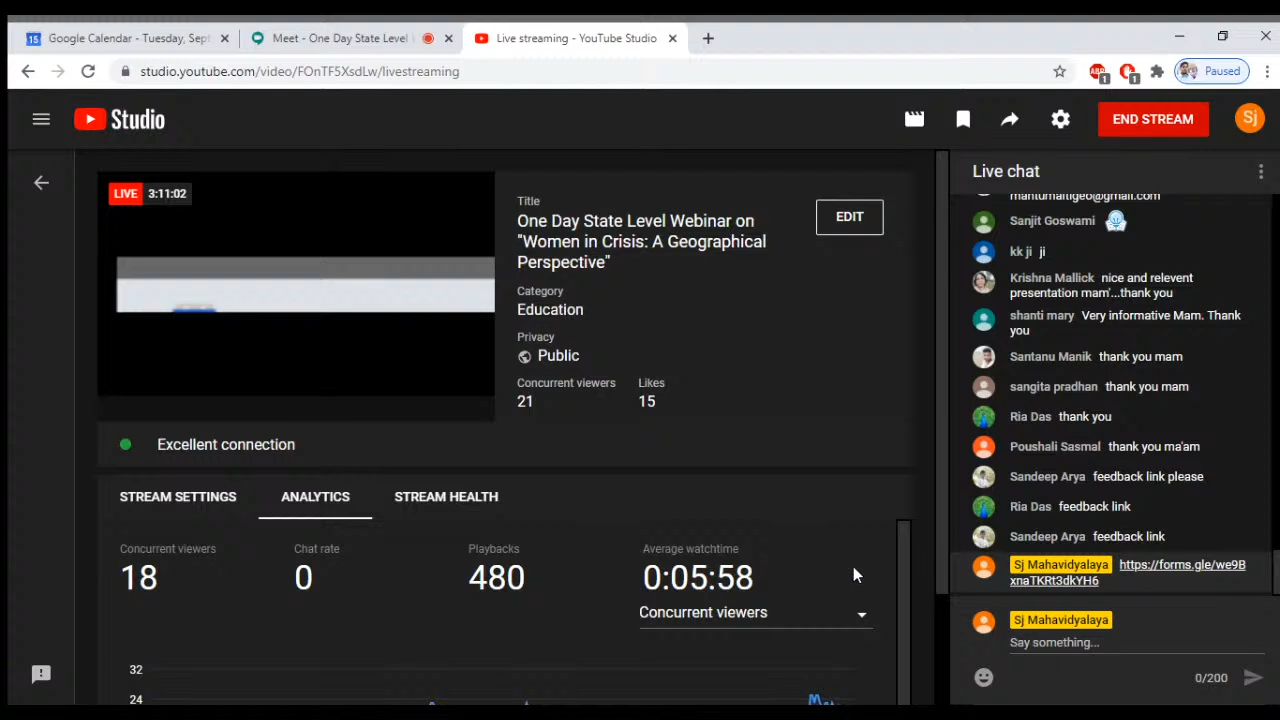 Google Calendar - Tuesday, Sept
Meet - One Day State Level
Live streaming - YouTube Studio
studio.youtube.com/video/FOnTF5XsdLw/livestreaming
1
1
Paused
Studio
END STREAM
Sj
LIVE 3:11:02
Title
One Day State Level Webinar on
"Women in Crisis: A Geographical
Perspective"
EDIT
Category
Education
Privacy
Public
Concurrent viewers Likes
21 15
Excellent connection
STREAM SETTINGS ANALYTICS STREAM HEALTH
Concurrent viewers Chat rate Playbacks Average watchtime
18 0 480 0:05:58
Concurrent viewers
32
24
Live chat
mantumaitigeo@gmail.com
Sanjit Goswami
kk ji ji
Krishna Mallick nice and relevent
presentation mam'...thank you
shanti mary Very informative Mam. Thank
you
Santanu Manik thank you mam
sangita pradhan thank you mam
Ria Das thank you
Poushali Sasmal thank you ma'am
Sandeep Arya feedback link please
Ria Das feedback link
Sandeep Arya feedback link
Sj Mahavidyalaya https://forms.gle/we9B
xnaTKRt3dkYH6
Sj Mahavidyalaya
Say something...
0/200